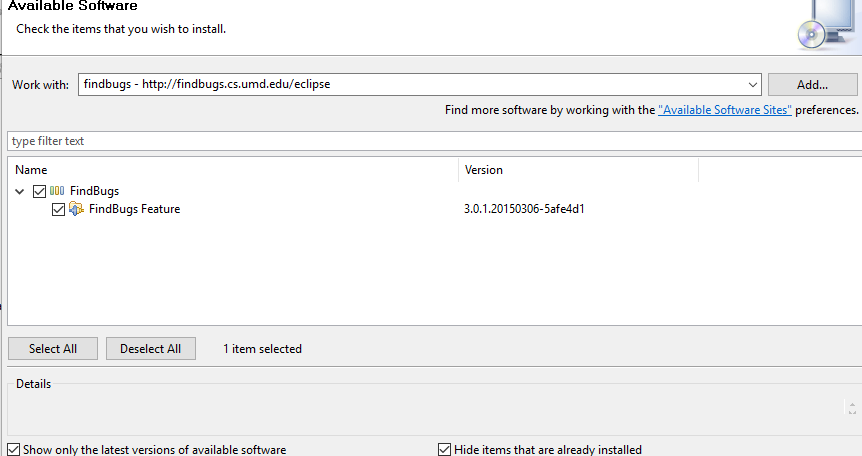 Available Software
Check the items that you wish to install.
Work with: findbugs - http://findbugs.cs.umd.edu/eclipse Add...
Find more software by working with the "Available Software Sites" preferences.
type filter text
Name Version
FindBugs
FindBugs Feature 3.0.1.20150306-5afe4d1
Select All Deselect All 1 item selected
Details
Show only the latest versions of available software Hide items that are already installed